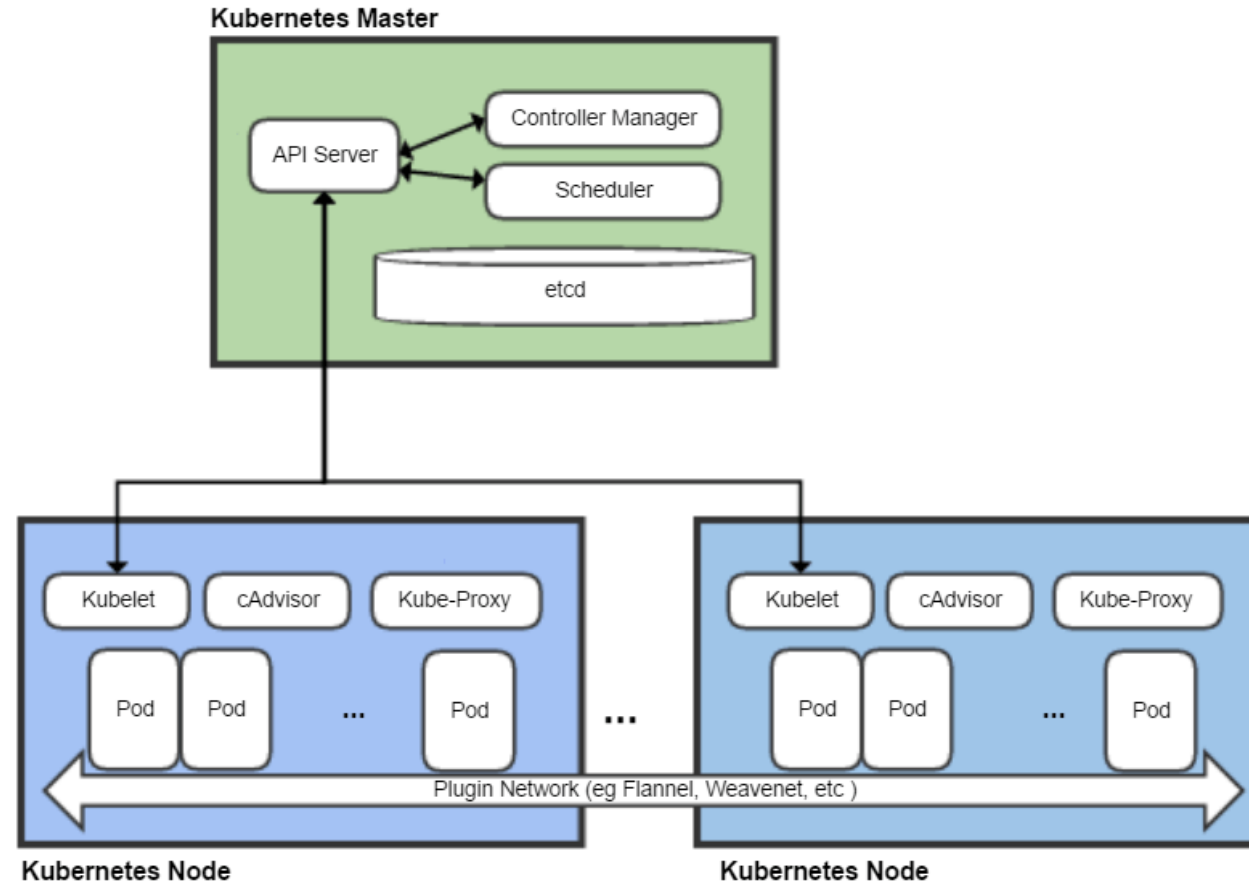 Kubernetes Master
API Server
Controller Manager
Scheduler
etcd
Kubelet
cAdvisor
Kube-Proxy
Pod
Pod
...
Pod
...
Kubelet
cAdvisor
Kube-Proxy
Pod
Pod
...
Pod
Plugin Network (eg Flannel, Weavenet, etc )
Kubernetes Node
Kubernetes Node